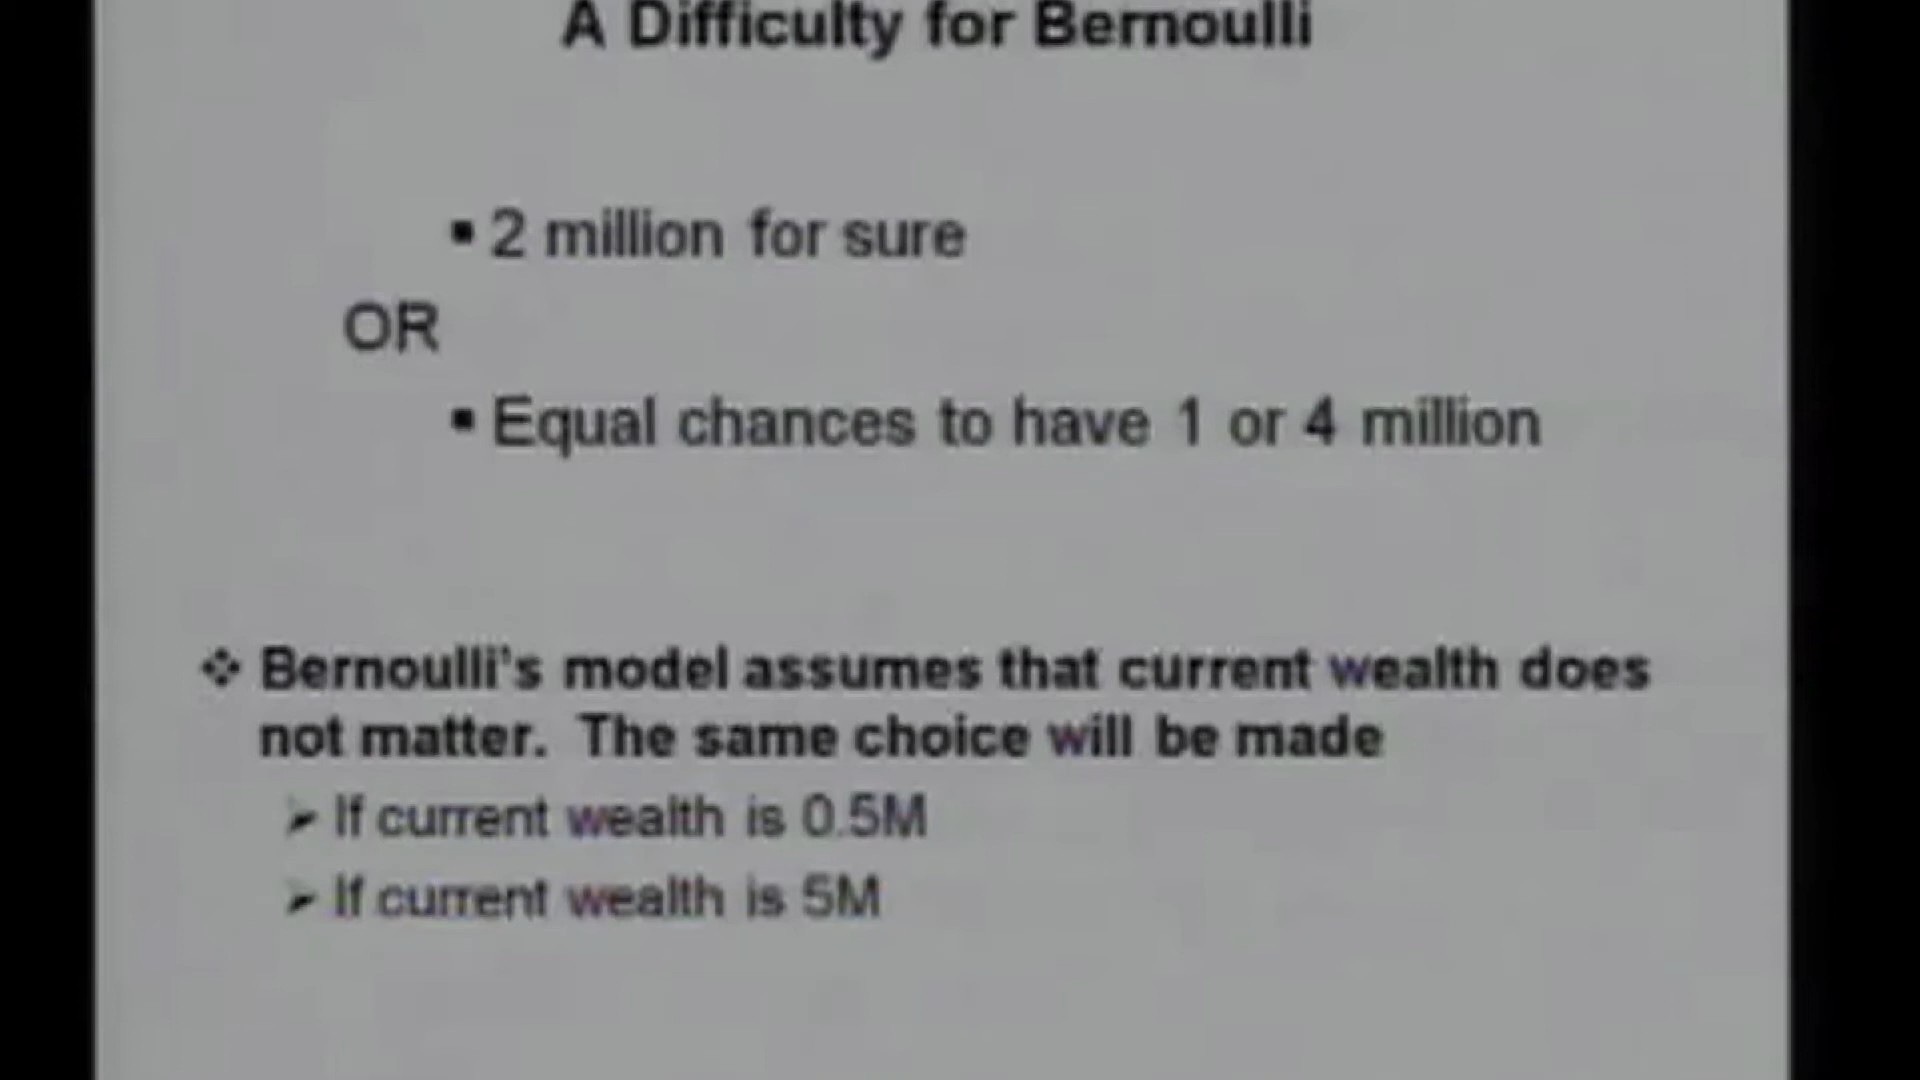 A Difficulty for Bernoulli
▪ 2 million for sure
OR
▪ Equal chances to have 1 or 4 million
❖ Bernoulli's model assumes that current wealth does
not matter. The same choice will be made
➢ If current wealth is 0.5M
➢ If current wealth is 5M